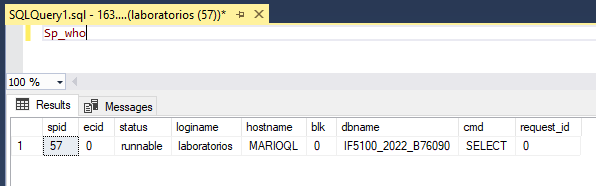 SQLQuery1.sql - 163....(laboratorios (57))*
Sp_who
100 %
Results Messages
spid ecid status loginame hostname blk dbname cmd request_id
1 57 0 runnable laboratorios MARIOQL 0 IF5100_2022_B76090 SELECT 0